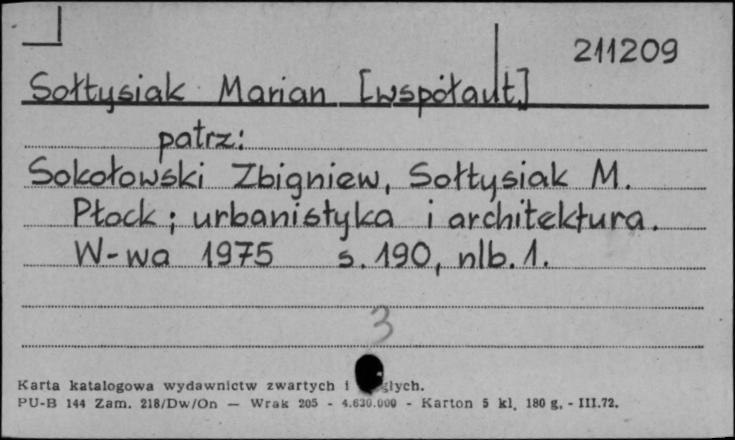 211209
Sołtysiak Marian [współaut.]
patrz:
Sokołowski Zbigniew, Sołtysiak M.
Płock; urbanistyka i architektura.
W-wa 1975 s. 190, nlb. 1.
3
Karta katalogowa wydawnictw zwartych i
PU-B 144 Zam. 218/Dw/On — Wrak 205 - 4.630.000 - Karton 5 kl. 180 g. - III.72.